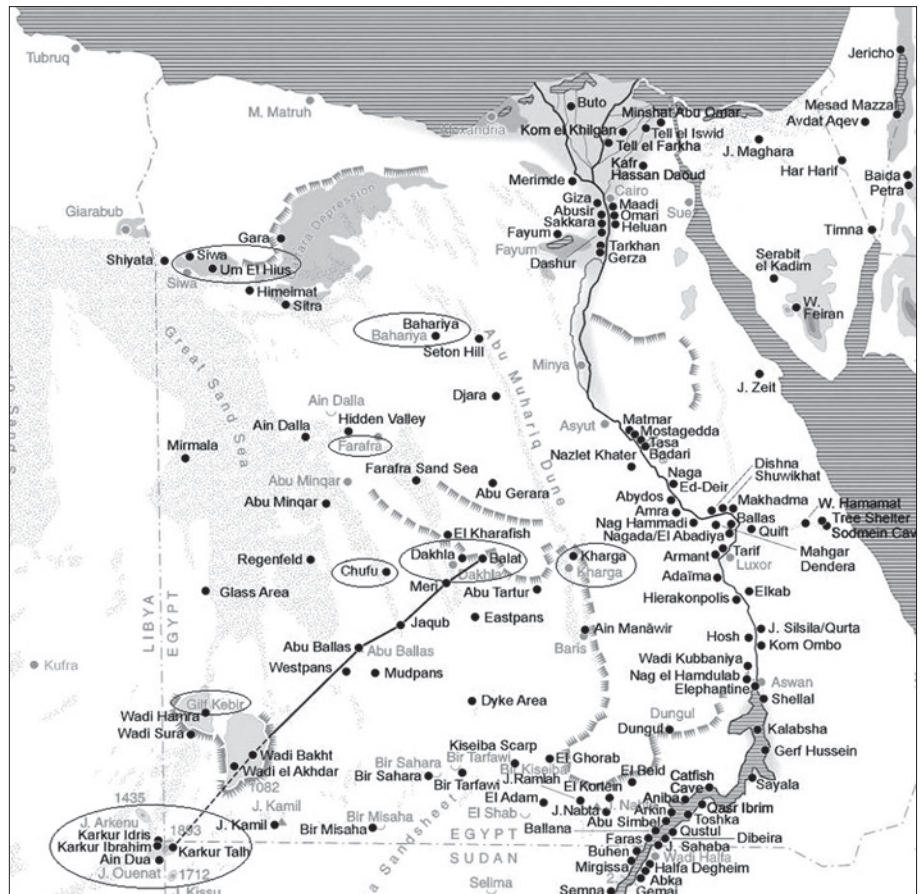 Tubruq
Jericho
M. Matruh
Buto
Mesad Mazzal
Minshat Abu Omar
Avdat Aqev
Alexandria
Kom el Khilgan
Tell el Iswid
Tell el Farkha
J. Maghara
Kafr
Hassan Daoud
Har Harif
Merimde
Cairo
Baida
Petra
Giza
Maadi
Abusir
Omari
Suez
Giarabub
Sakkara
Heluan
Gara
Qattara Depression
Fayum
Timna
Shiyata
Siwa
Fayum
Tarkhan
Um El Hius
Dashur
Gerza
Serabit
el Kadim
Siwa
Himeimat
Sitra
W.
Feiran
Bahariya
Bahariya
Seton Hill
Great Sand Sea
Abu Muhariq Dune
Minya
J. Zeit
Djara
Ain Dalla
Ain Dalla
Hidden Valley
Asyut
Matmar
Mostagedda
Farafra
Tasa
Badari
Mirmala
Nazlet Khater
Dishna
Farafra Sand Sea
Naga
Shuwikhat
Abu Minqar
Ed-Deir
Abu Gerara
Abu Minqar
Abydos
Makhadma
W. Hamamat
Amra
Ballas
Tree Shelter
Nag Hammadi
Quift
Sodmein Cav
El Kharafish
Nagada/El Abadiya
Mahgar
Dendera
Dakhla
Balat
Kharga
Armant
Tarif
Regenfeld
Chufu
Dakhla
Kharga
Luxor
Meri
Abu Tartur
Adaïma
Glass Area
Hierakonpolis
Elkab
LIBYA
EGYPT
Jaqub
Eastpans
Ain Manāwir
J. Silsila/Qurta
Hosh
Kom Ombo
Abu Ballas
Abu Ballas
Baris
Kufra
Westpans
Mudpans
Wadi Kubbaniya
Nag el Hamdulab
Aswan
Elephantine
Gilf Kebir
Dyke Area
Shellal
Wadi Hamra
Dungul
Wadi Sura
Dungul
Kalabsha
Kiseiba Scarp
Wadi Bakht
Bir Sahara
Bir Tarfawi
El Ghorab
Gerf Hussein
Wadi el Akhdar
Bir Kiseiba
El Beid
1082
Bir Sahara
J. Ramlah
Catfish
Cave
Sayala
Bir Tarfawi
El Kortein
1435
J. Kamil
El Adam
Aniba
Qasr Ibrim
J. Arkenu
El Shab
J.Nabta
Arkin
Toshka
Karkur Idris
1893
J. Kamil
Bir Misaha
Bir Misaha
Abu Simbel
Ballana
Qustul
Karkur Ibrahim
Karkur Talh
EGYPT
Faras
Dibeira
Ain Dua
SUDAN
Buhen
J. Sahaba
J. Ouenat
1712
Mirgissa
Wadi Halfa
J. Kissu
Halfa Degheim
Selima
Abka
Semna
Gemai